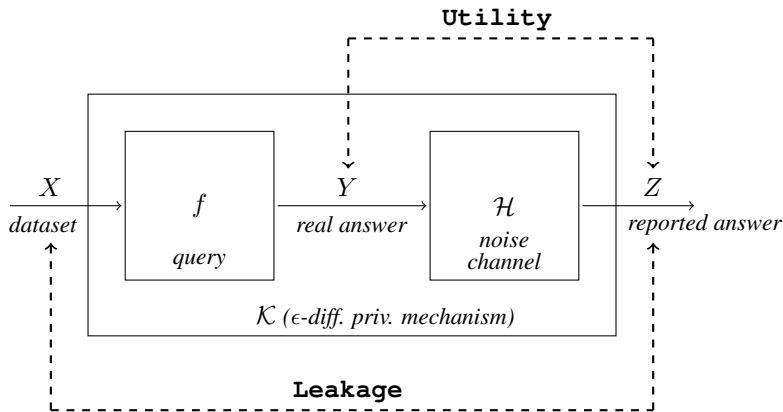 Utility
X
Y
Z
f
ℋ
dataset
real answer
reported answer
query
noise
channel
𝒦 (ϵ-diff. priv. mechanism)
Leakage